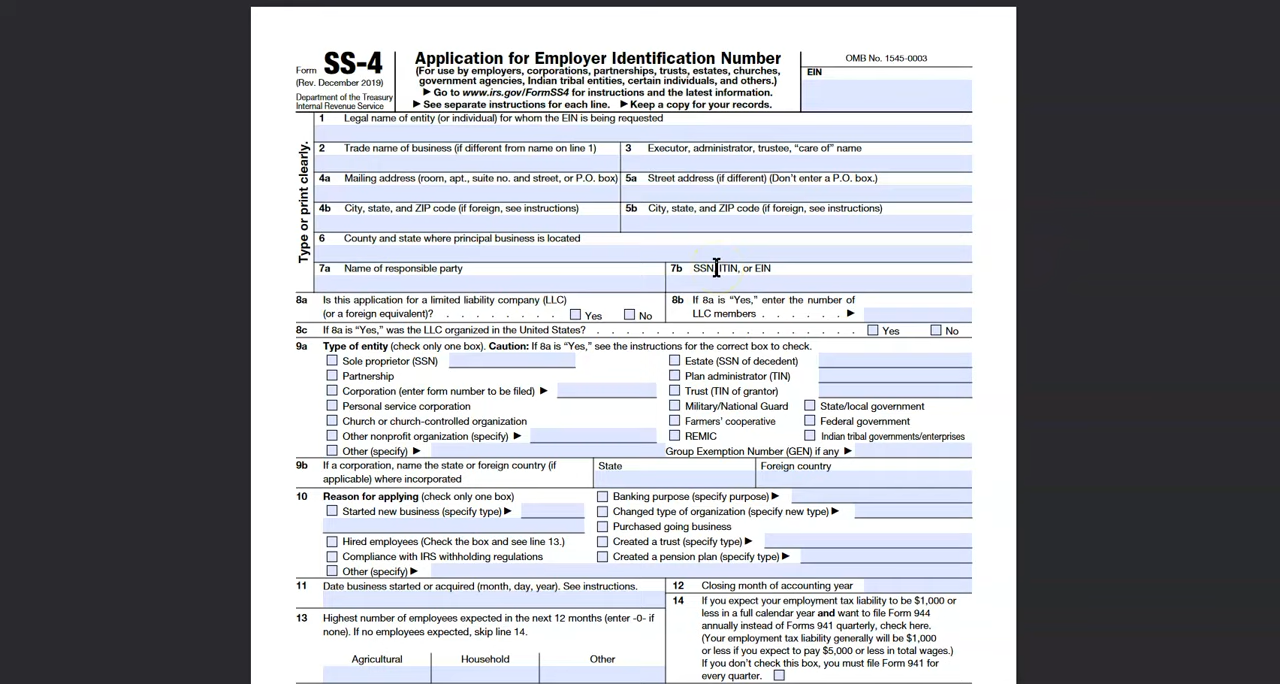 Form SS-4
(Rev. December 2019)
Department of the Treasury
Internal Revenue Service
Application for Employer Identification Number
(For use by employers, corporations, partnerships, trusts, estates, churches,
government agencies, Indian tribal entities, certain individuals, and others.)
▶ Go to www.irs.gov/FormSS4 for instructions and the latest information.
▶ See separate instructions for each line. ▶ Keep a copy for your records.
OMB No. 1545-0003
EIN
Type or print clearly.
1 Legal name of entity (or individual) for whom the EIN is being requested
2 Trade name of business (if different from name on line 1)
3 Executor, administrator, trustee, “care of” name
4a Mailing address (room, apt., suite no. and street, or P.O. box)
5a Street address (if different) (Don’t enter a P.O. box.)
4b City, state, and ZIP code (if foreign, see instructions)
5b City, state, and ZIP code (if foreign, see instructions)
6 County and state where principal business is located
7a Name of responsible party
7b SSN, ITIN, or EIN
8a Is this application for a limited liability company (LLC)
(or a foreign equivalent)? . . . . . . . . Yes No
8b If 8a is “Yes,” enter the number of
LLC members . . . . . . ▶
8c If 8a is “Yes,” was the LLC organized in the United States? . . . . . . . . . . . . . . . . . . Yes No
9a Type of entity (check only one box). Caution: If 8a is “Yes,” see the instructions for the correct box to check.
Sole proprietor (SSN)
Partnership
Corporation (enter form number to be filed) ▶
Personal service corporation
Church or church-controlled organization
Other nonprofit organization (specify) ▶
Other (specify) ▶
Estate (SSN of decedent)
Plan administrator (TIN)
Trust (TIN of grantor)
Military/National Guard State/local government
Farmers’ cooperative Federal government
REMIC Indian tribal governments/enterprises
Group Exemption Number (GEN) if any ▶
9b If a corporation, name the state or foreign country (if
applicable) where incorporated
State
Foreign country
10 Reason for applying (check only one box)
Started new business (specify type) ▶
Hired employees (Check the box and see line 13.)
Compliance with IRS withholding regulations
Other (specify) ▶
Banking purpose (specify purpose) ▶
Changed type of organization (specify new type) ▶
Purchased going business
Created a trust (specify type) ▶
Created a pension plan (specify type) ▶
11 Date business started or acquired (month, day, year). See instructions.
12 Closing month of accounting year
13 Highest number of employees expected in the next 12 months (enter -0- if
none). If no employees expected, skip line 14.
Agricultural Household Other
14 If you expect your employment tax liability to be $1,000 or
less in a full calendar year and want to file Form 944
annually instead of Forms 941 quarterly, check here.
(Your employment tax liability generally will be $1,000
or less if you expect to pay $5,000 or less in total wages.)
If you don’t check this box, you must file Form 941 for
every quarter.